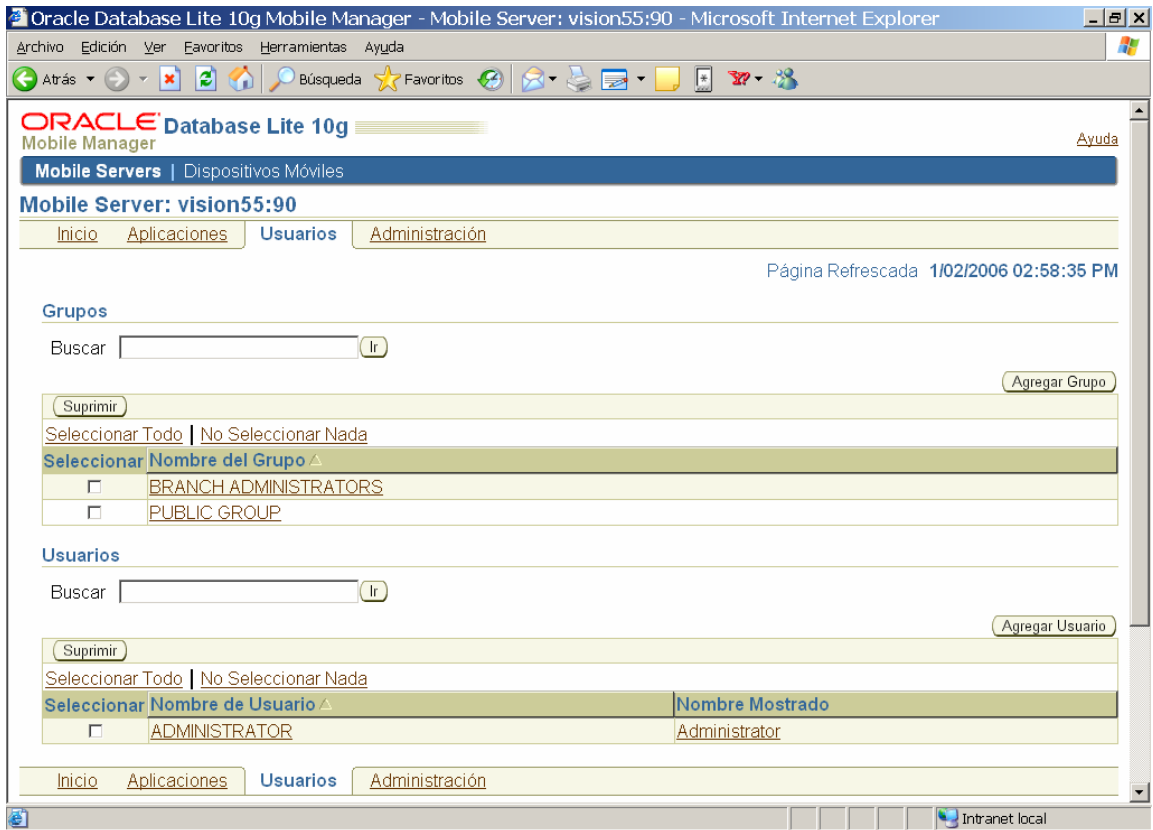 Oracle Database Lite 10g Mobile Manager - Mobile Server: vision55:90 - Microsoft Internet Explorer
Archivo Edición Ver Favoritos Herramientas Ayuda
Atrás Búsqueda Favoritos
ORACLE Database Lite 10g
Mobile Manager
Ayuda
Mobile Servers | Dispositivos Móviles
Mobile Server: vision55:90
Inicio Aplicaciones Usuarios Administración
Página Refrescada 1/02/2006 02:58:35 PM
Grupos
Buscar Ir
Agregar Grupo
Suprimir
Seleccionar Todo | No Seleccionar Nada
Seleccionar Nombre del Grupo
BRANCH ADMINISTRATORS
PUBLIC GROUP
Usuarios
Buscar Ir
Agregar Usuario
Suprimir
Seleccionar Todo | No Seleccionar Nada
Seleccionar Nombre de Usuario Nombre Mostrado
ADMINISTRATOR Administrator
Inicio Aplicaciones Usuarios Administración
Intranet local